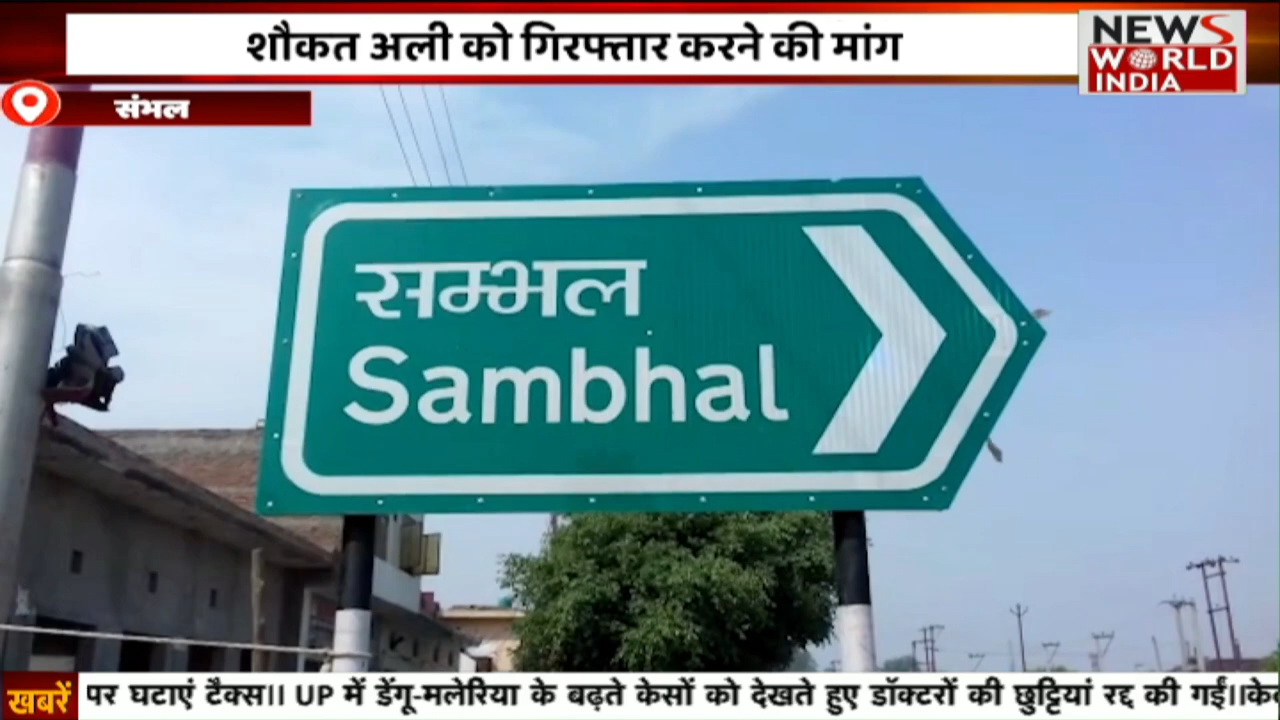 शौकत अली को गिरफ्तार करने की मांग
NEWS
WORLD
INDIA
संभल
सम्भल
Sambhal
खबरें
पर घटाएं टैक्स।। UP में डेंगू-मलेरिया के बढ़ते केसों को देखते हुए डॉक्टरों की छुट्टियां रद्द की गईं।।के